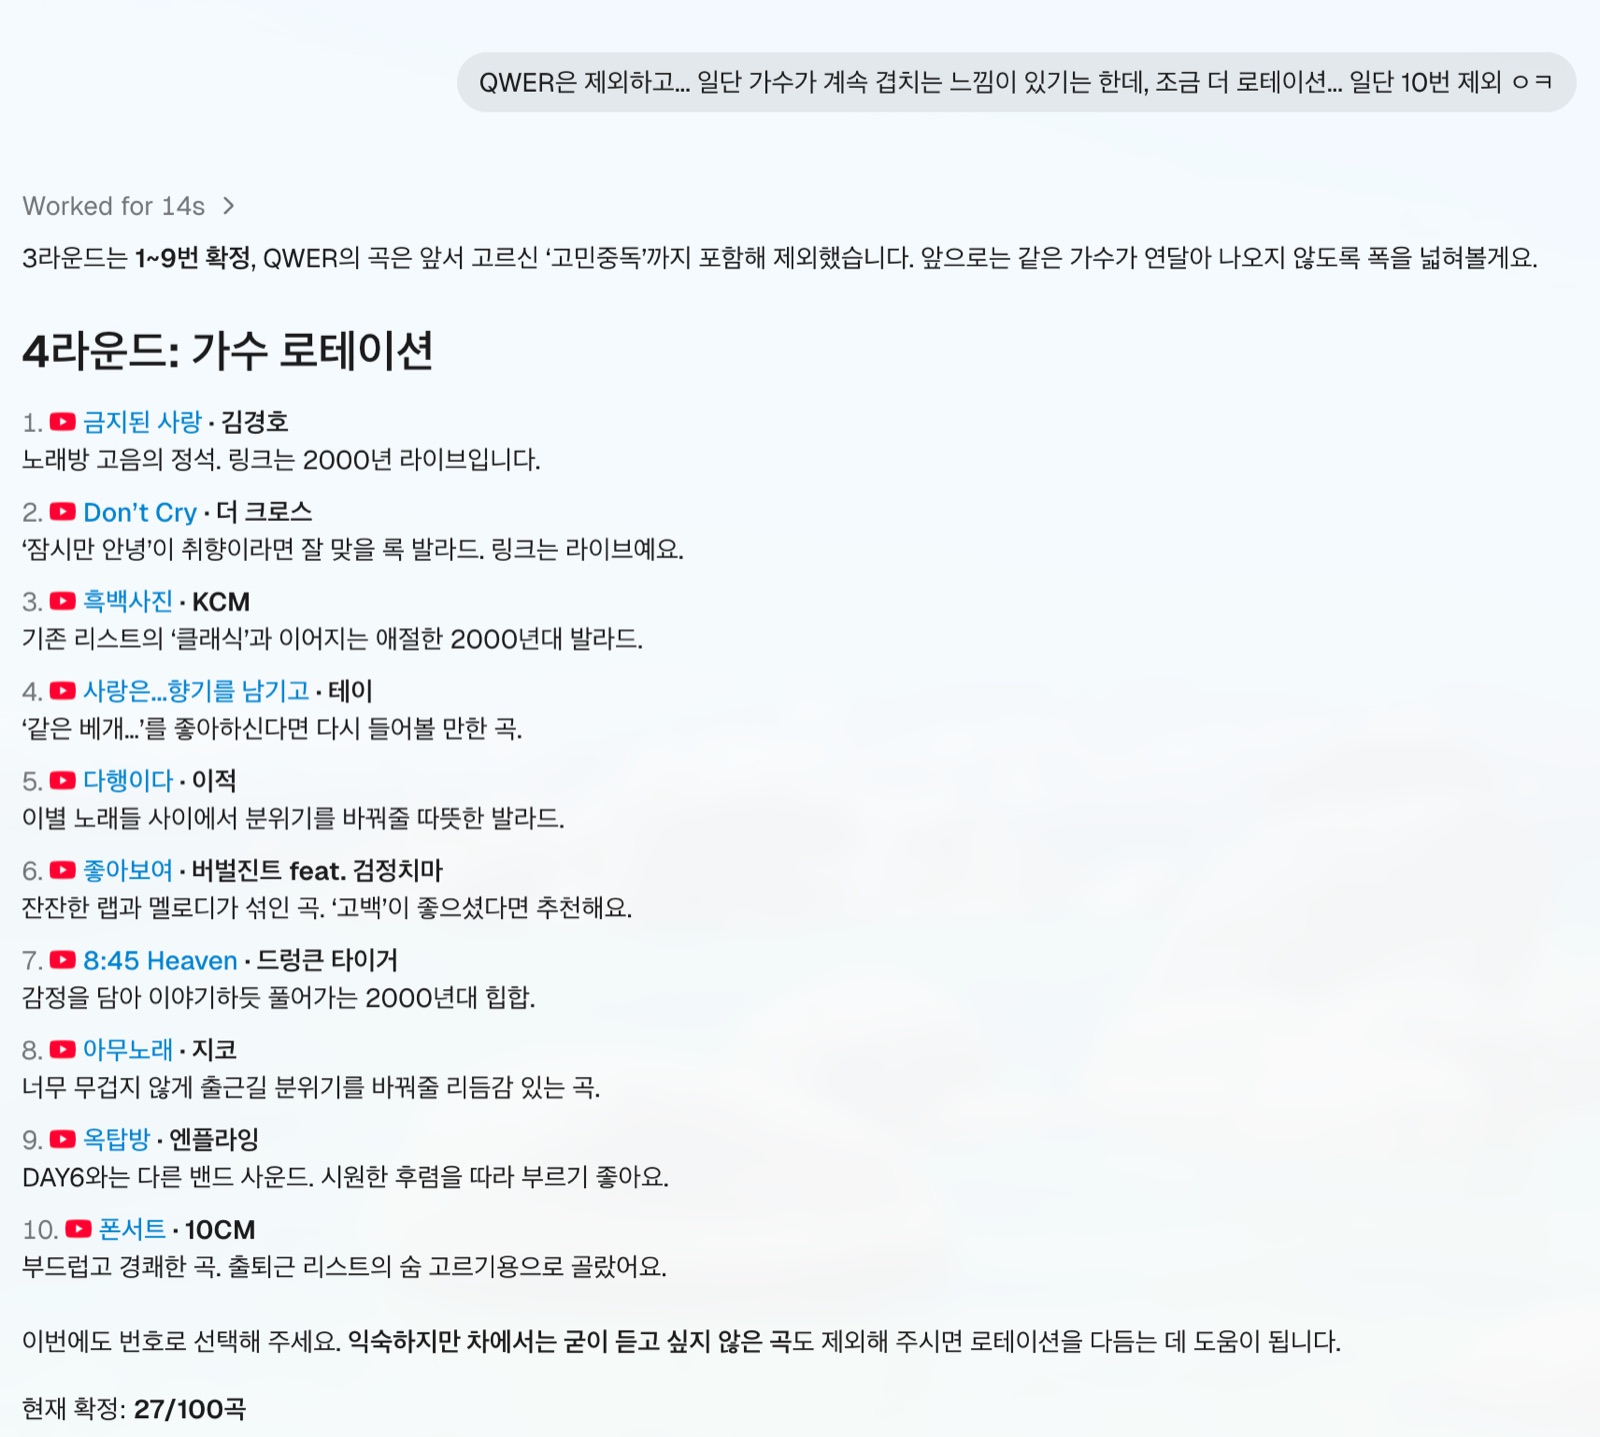 QWER은 제외하고... 일단 가수가 계속 겹치는 느낌이 있기는 한데, 조금 더 로테이션... 일단 10번 제외 ㅇㅋ
Worked for 14s >
3라운드는 1~9번 확정, QWER의 곡은 앞서 고르신 ‘고민중독’까지 포함해 제외했습니다. 앞으로는 같은 가수가 연달아 나오지 않도록 폭을 넓혀볼게요.
4라운드: 가수 로테이션
1. 금지된 사랑 · 김경호
노래방 고음의 정석. 링크는 2000년 라이브입니다.
2. Don’t Cry · 더 크로스
‘잠시만 안녕’이 취향이라면 잘 맞을 록 발라드. 링크는 라이브예요.
3. 흑백사진 · KCM
기존 리스트의 ‘클래식’과 이어지는 애절한 2000년대 발라드.
4. 사랑은...향기를 남기고 · 테이
‘같은 베개...’를 좋아하신다면 다시 들어볼 만한 곡.
5. 다행이다 · 이적
이별 노래들 사이에서 분위기를 바꿔줄 따뜻한 발라드.
6. 좋아보여 · 버벌진트 feat. 검정치마
잔잔한 랩과 멜로디가 섞인 곡. ‘고백’이 좋으셨다면 추천해요.
7. 8:45 Heaven · 드렁큰 타이거
감정을 담아 이야기하듯 풀어가는 2000년대 힙합.
8. 아무노래 · 지코
너무 무겁지 않게 출근길 분위기를 바꿔줄 리듬감 있는 곡.
9. 옥탑방 · 엔플라잉
DAY6와는 다른 밴드 사운드. 시원한 후렴을 따라 부르기 좋아요.
10. 폰서트 · 10CM
부드럽고 경쾌한 곡. 출퇴근 리스트의 숨 고르기용으로 골랐어요.
이번에도 번호로 선택해 주세요. 익숙하지만 차에서는 굳이 듣고 싶지 않은 곡도 제외해 주시면 로테이션을 다듬는 데 도움이 됩니다.
현재 확정: 27/100곡